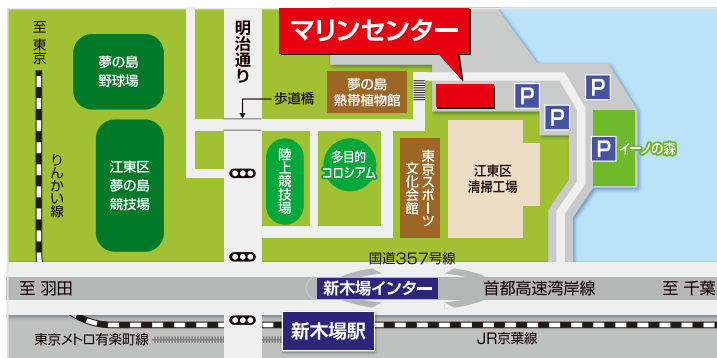 至
東
京
明
治
通
り
マリンセンター
夢の島
野球場
夢の島
熱帯植物館
歩道橋
P
P
P
P
イーノの森
りんかい線
江東区
夢の島
競技場
陸上競技場
多目的
コロシアム
東京スポーツ
文化会館
江東区
清掃工場
国道357号線
至 羽田
新木場インター
首都高速湾岸線
至 千葉
新木場駅
東京メトロ有楽町線
JR京葉線